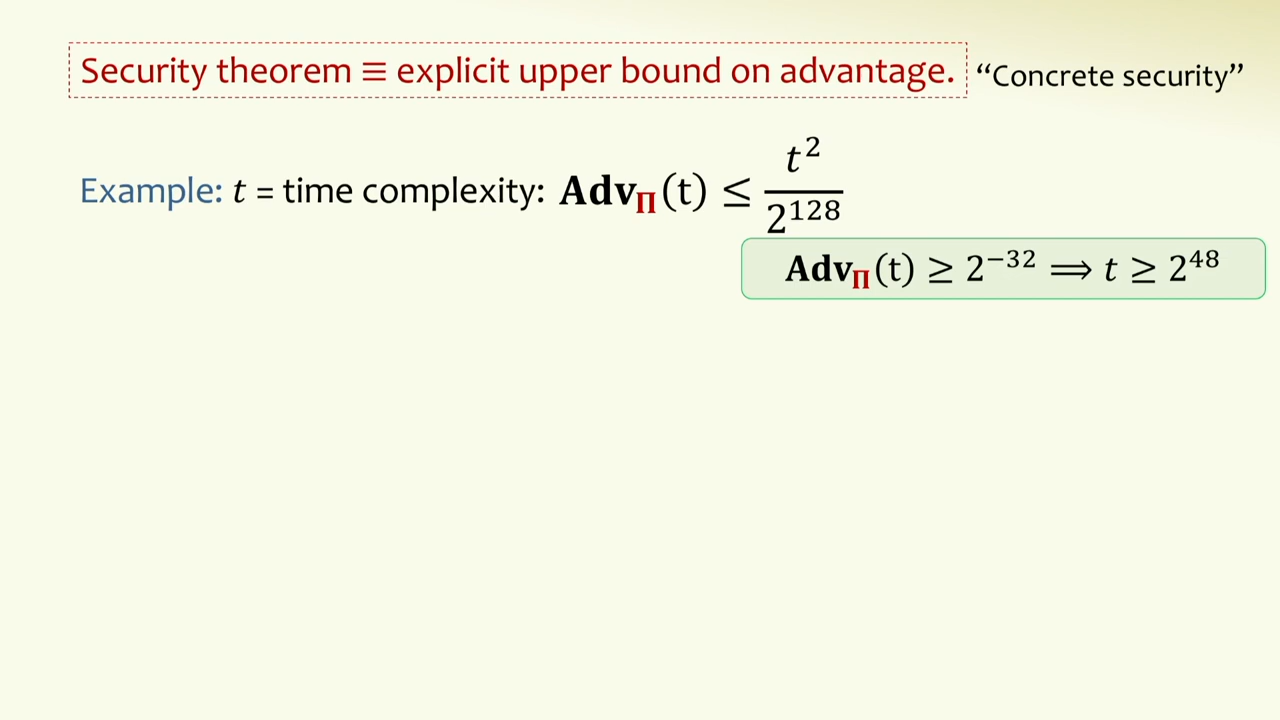 Security theorem ≡ explicit upper bound on advantage. “Concrete security”
Example: t = time complexity: Adv_Π(t) ≤ t²/2¹²⁸
Adv_Π(t) ≥ 2⁻³² ⟹ t ≥ 2⁴⁸